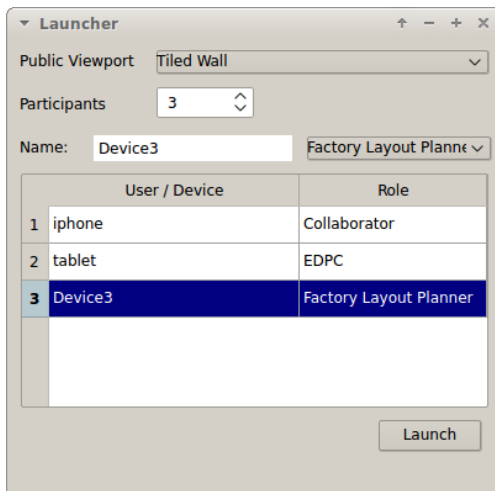 Launcher
Public Viewport Tiled Wall
Participants 3
Name: Device3 Factory Layout Planne
User / Device Role
1 iphone Collaborator
2 tablet EDPC
3 Device3 Factory Layout Planner
Launch